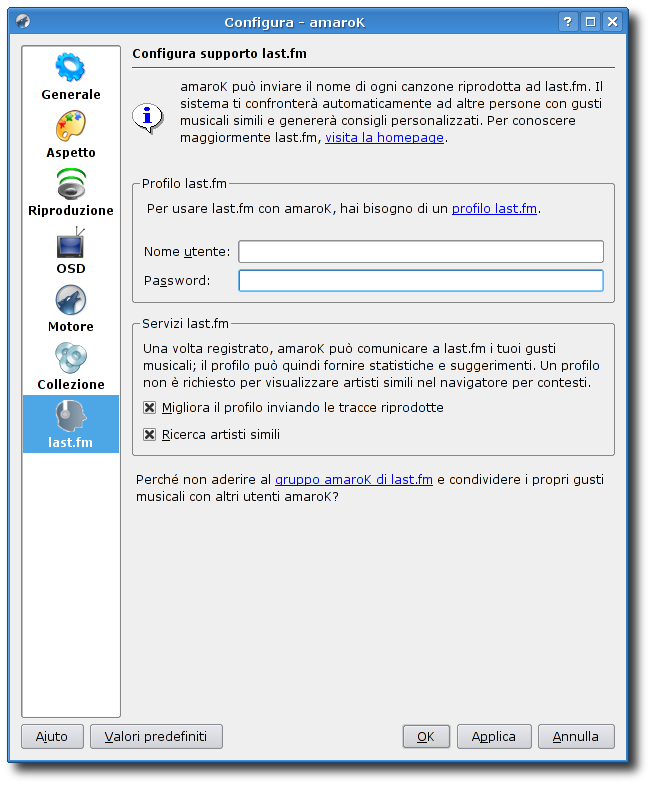 Configura - amaroK
Generale
Aspetto
Riproduzione
OSD
Motore
Collezione
last.fm
Configura supporto last.fm
amaroK può inviare il nome di ogni canzone riprodotta ad last.fm. Il
sistema ti confronterà automaticamente ad altre persone con gusti
musicali simili e genererà consigli personalizzati. Per conoscere
maggiormente last.fm, visita la homepage.
Profilo last.fm
Per usare last.fm con amaroK, hai bisogno di un profilo last.fm.
Nome utente:
Password:
Servizi last.fm
Una volta registrato, amaroK può comunicare a last.fm i tuoi gusti
musicali; il profilo può quindi fornire statistiche e suggerimenti. Un profilo
non è richiesto per visualizzare artisti simili nel navigatore per contesti.
Migliora il profilo inviando le tracce riprodotte
Ricerca artisti simili
Perché non aderire al gruppo amaroK di last.fm e condividere i propri gusti
musicali con altri utenti amaroK?
Aiuto
Valori predefiniti
OK
Applica
Annulla